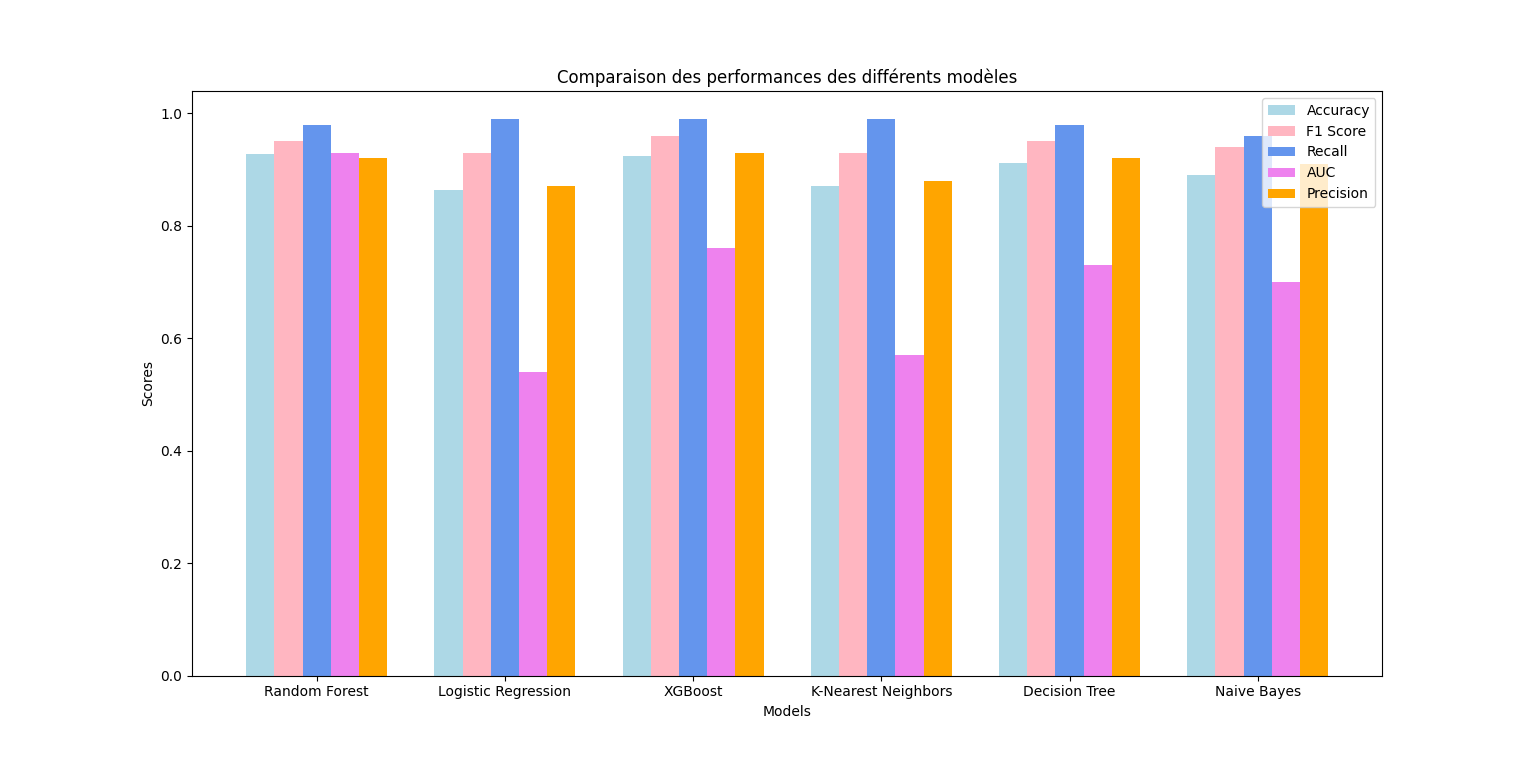 Comparaison des performances des différents modèles
Accuracy
F1 Score
Recall
AUC
Precision
1.0
0.8
0.6
0.4
0.2
0.0
Scores
Random Forest
Logistic Regression
XGBoost
K-Nearest Neighbors
Decision Tree
Naive Bayes
Models